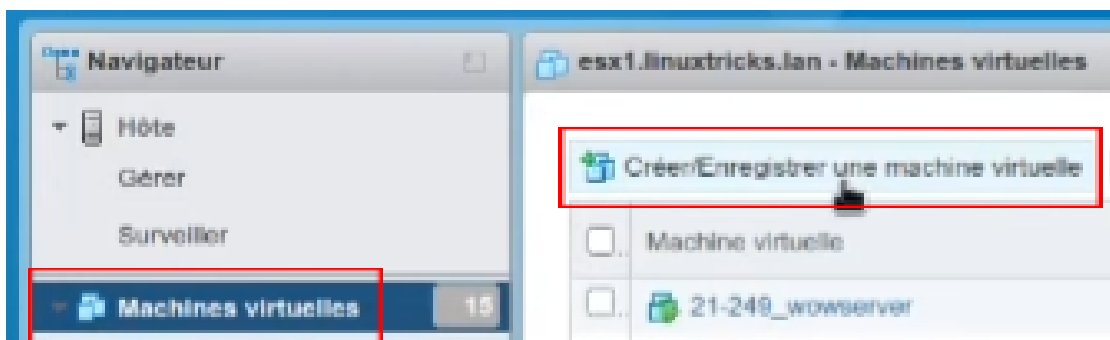 Navigateur
Hôte
Gérer
Surveiller
Machines virtuelles 15
esx1.linuxtricks.lan - Machines virtuelles
Créer/Enregistrer une machine virtuelle
Machine virtuelle
21-249_wowserver